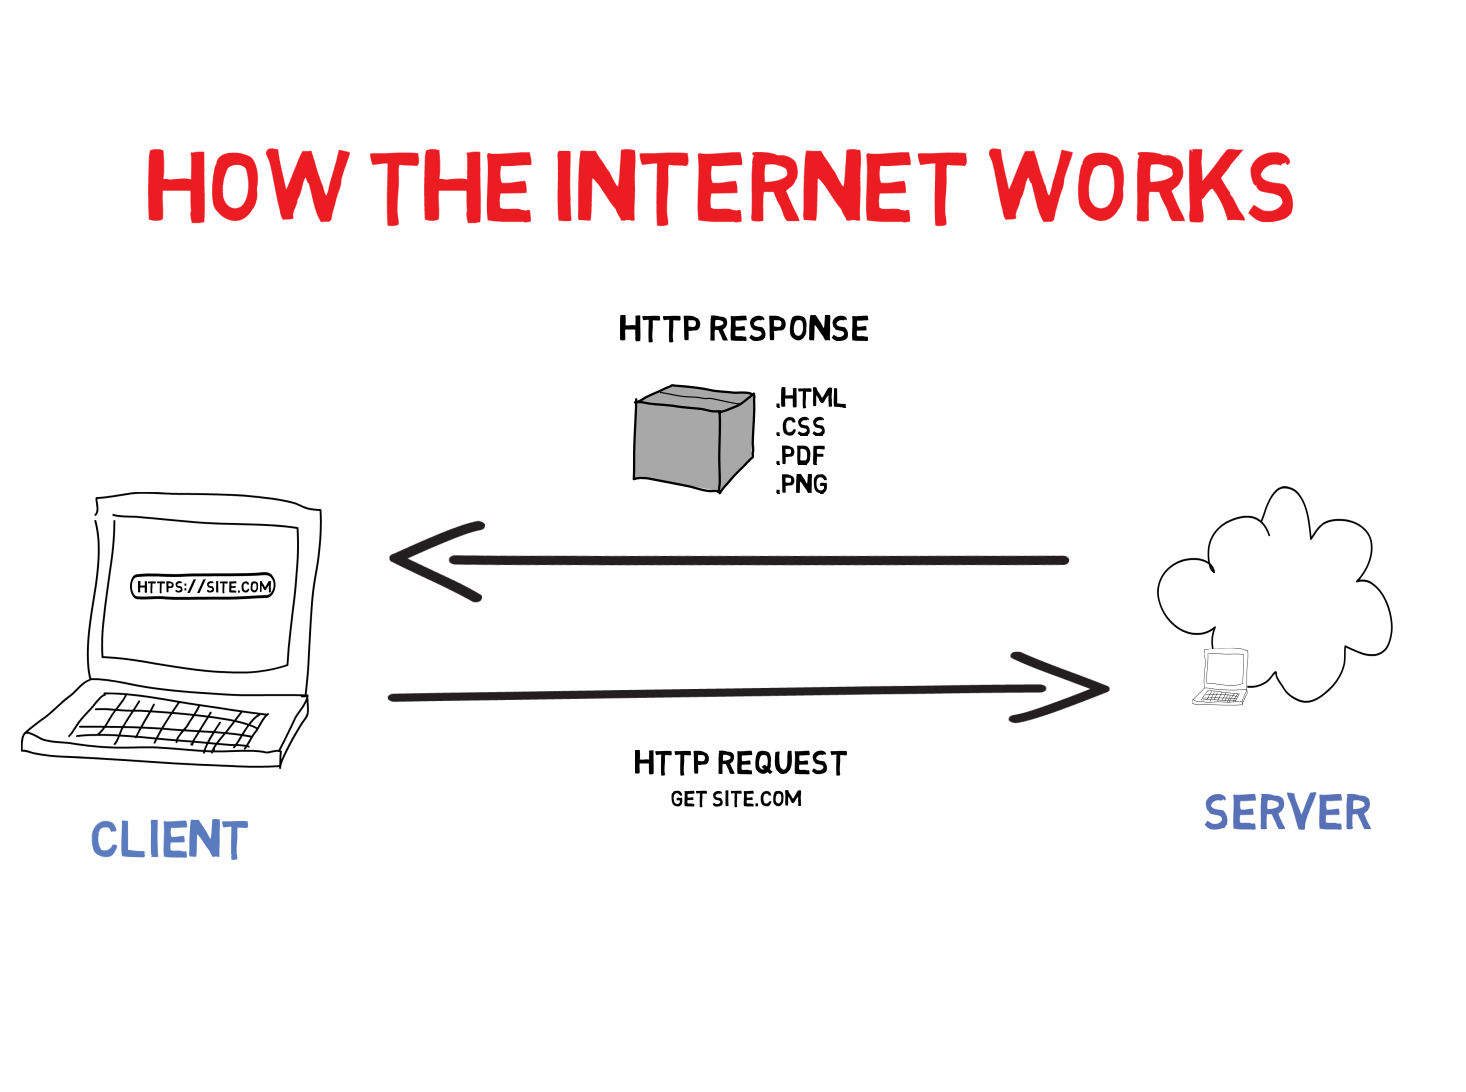 HOW THE INTERNET WORKS
HTTP RESPONSE
.HTML
.CSS
.PDF
.PNG
HTTPS://SITE.COM
HTTP REQUEST
GET SITE.COM
CLIENT
SERVER